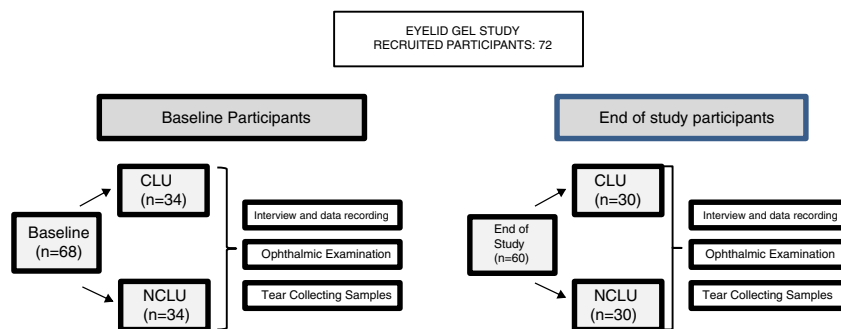 EYELID GEL STUDY
RECRUITED PARTICIPANTS: 72
Baseline Participants
End of study participants
Baseline
(n=68)
CLU
(n=34)
NCLU
(n=34)
Interview and data recording
Ophthalmic Examination
Tear Collecting Samples
End of
Study
(n=60)
CLU
(n=30)
NCLU
(n=30)
Interview and data recording
Ophthalmic Examination
Tear Collecting Samples